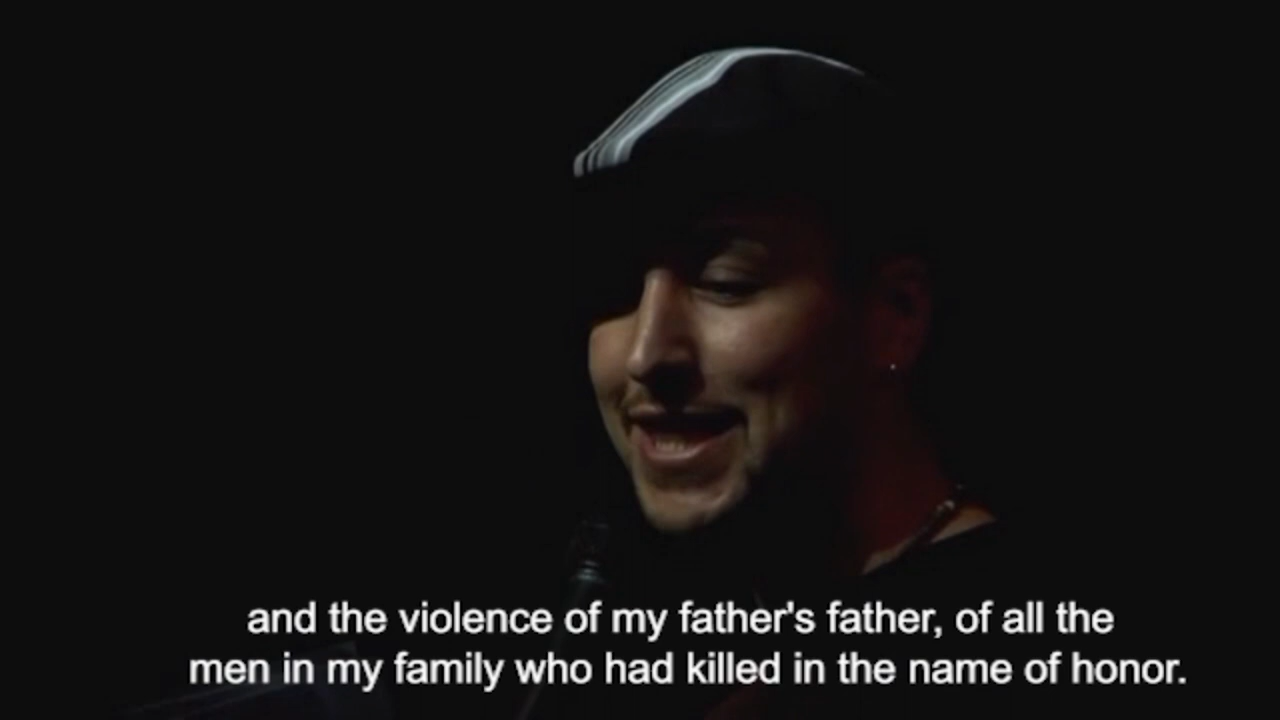 and the violence of my father's father, of all the
men in my family who had killed in the name of honor.